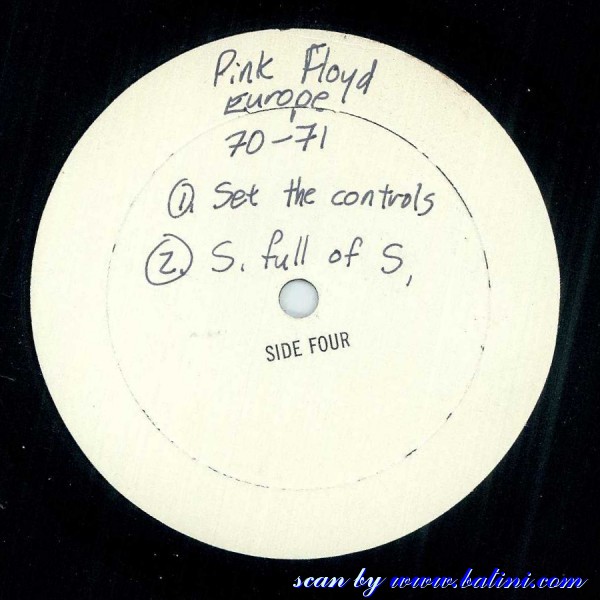 Pink Floyd
Europe
70-71
1. Set the controls
2. S. full of S,
SIDE FOUR
scan by www.batini.com